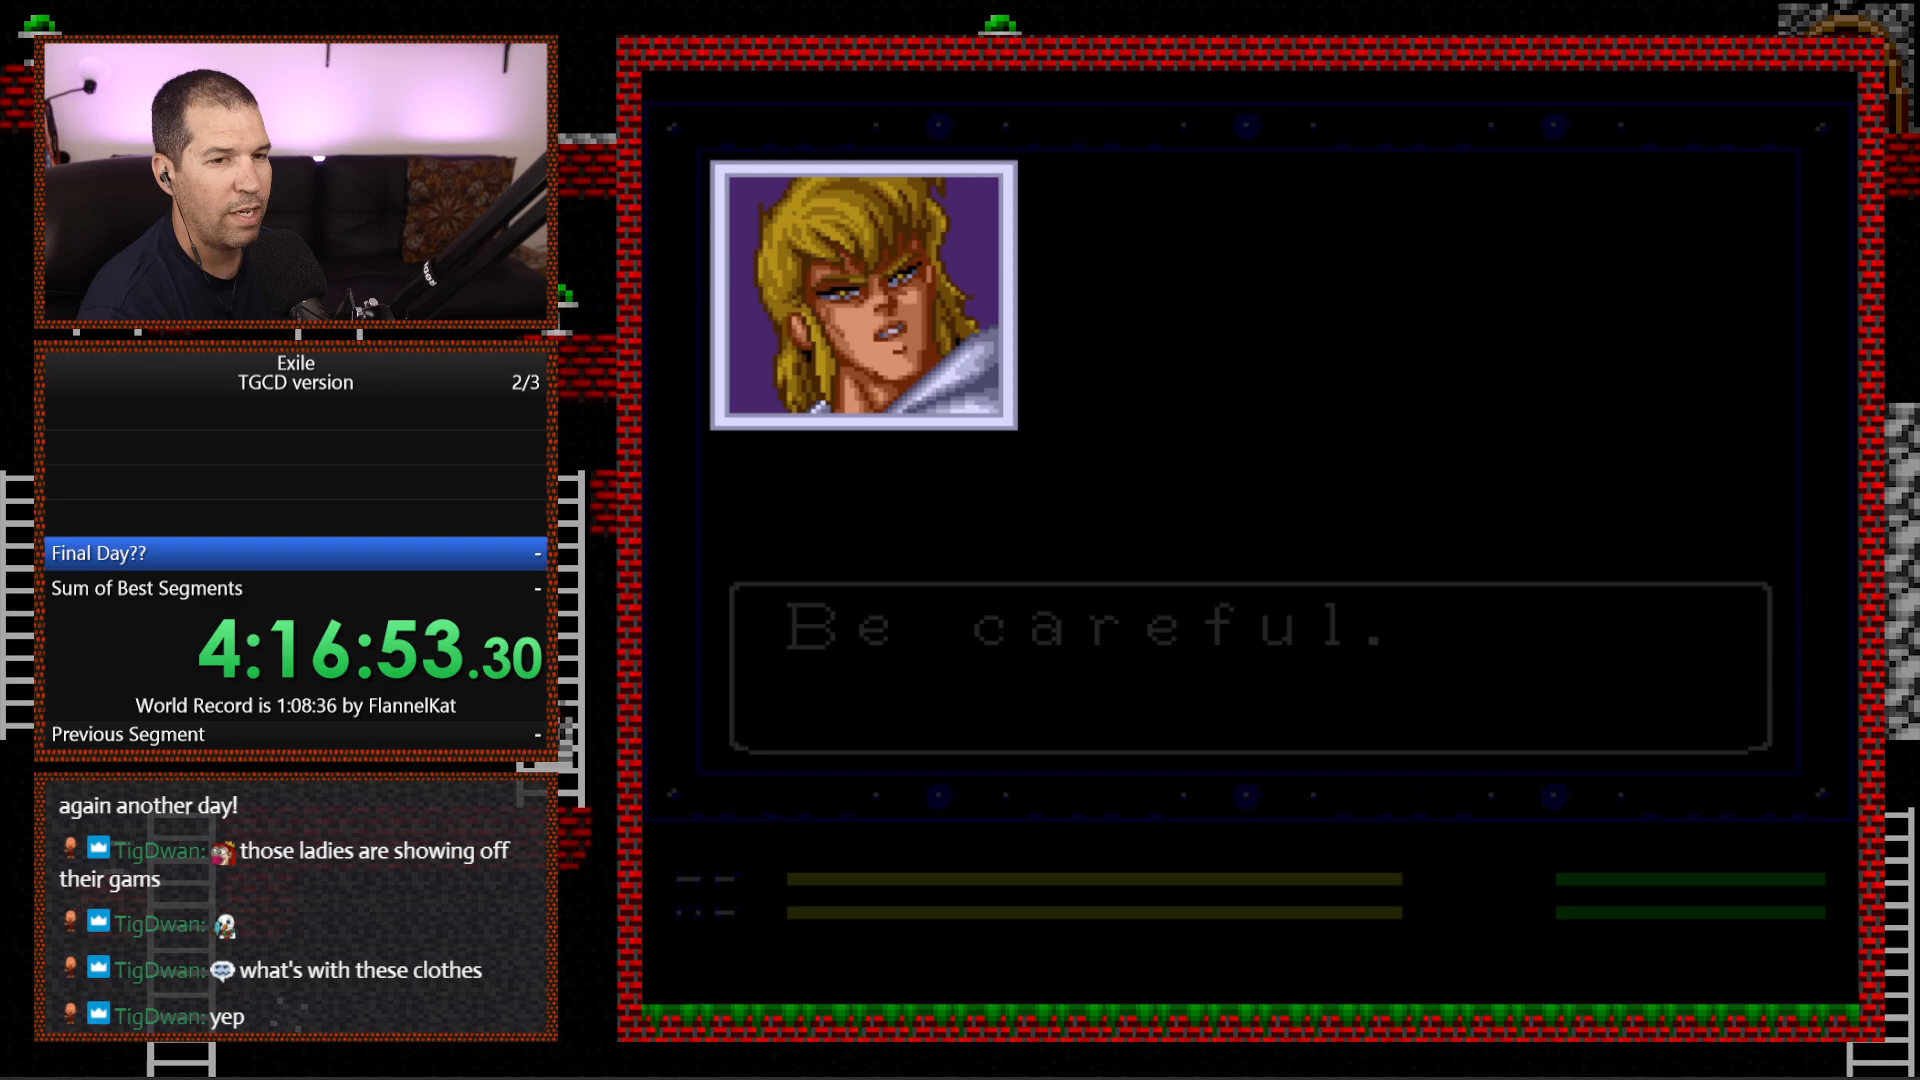 Exile
TGCD version
2/3
Final Day??
-
Sum of Best Segments
-
4:16:53.30
World Record is 1:08:36 by FlannelKat
Previous Segment
-
again another day!
TigDwan: those ladies are showing off
their gams
TigDwan:
TigDwan: what's with these clothes
TigDwan: yep
Be careful.